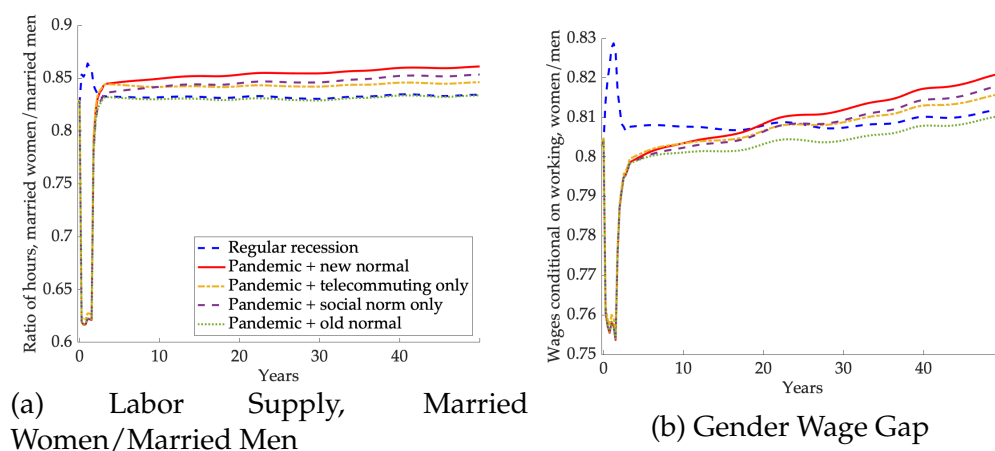 Ratio of hours, married women/married men
0.9
0.85
0.8
0.75
0.7
0.65
0.6
0
10
20
30
40
Years
Regular recession
Pandemic + new normal
Pandemic + telecommuting only
Pandemic + social norm only
Pandemic + old normal
(a) Labor Supply, Married
Women/Married Men
Wages conditional on working, women/men
0.83
0.82
0.81
0.8
0.79
0.78
0.77
0.76
0.75
0
10
20
30
40
50
Years
(b) Gender Wage Gap